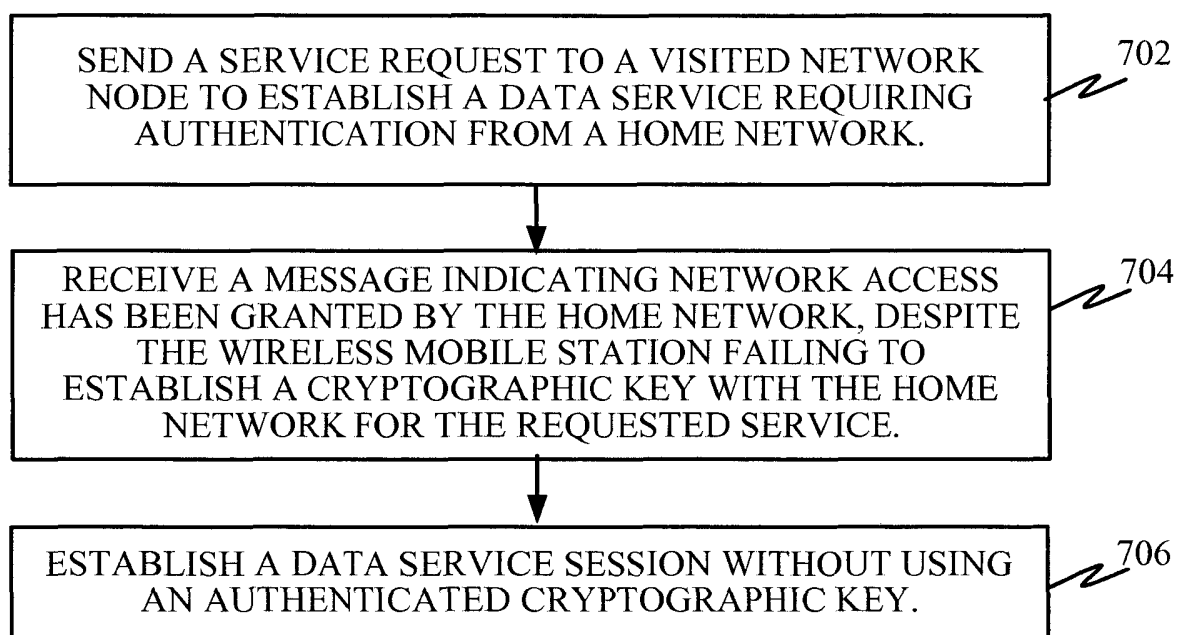 SEND A SERVICE REQUEST TO A VISITED NETWORK
NODE TO ESTABLISH A DATA SERVICE REQUIRING
AUTHENTICATION FROM A HOME NETWORK.
702
RECEIVE A MESSAGE INDICATING NETWORK ACCESS
HAS BEEN GRANTED BY THE HOME NETWORK, DESPITE
THE WIRELESS MOBILE STATION FAILING TO
ESTABLISH A CRYPTOGRAPHIC KEY WITH THE HOME
NETWORK FOR THE REQUESTED SERVICE.
704
ESTABLISH A DATA SERVICE SESSION WITHOUT USING
AN AUTHENTICATED CRYPTOGRAPHIC KEY.
706